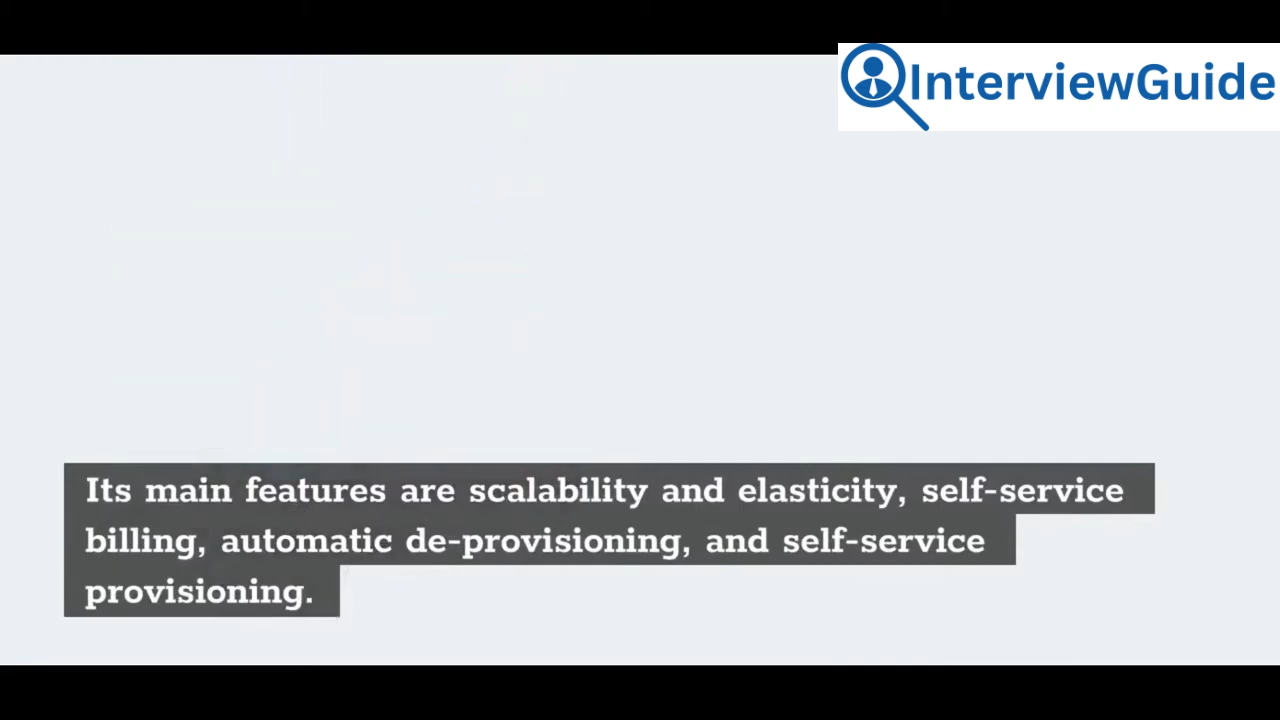 InterviewGuide
Its main features are scalability and elasticity, self-service
billing, automatic de-provisioning, and self-service
provisioning.